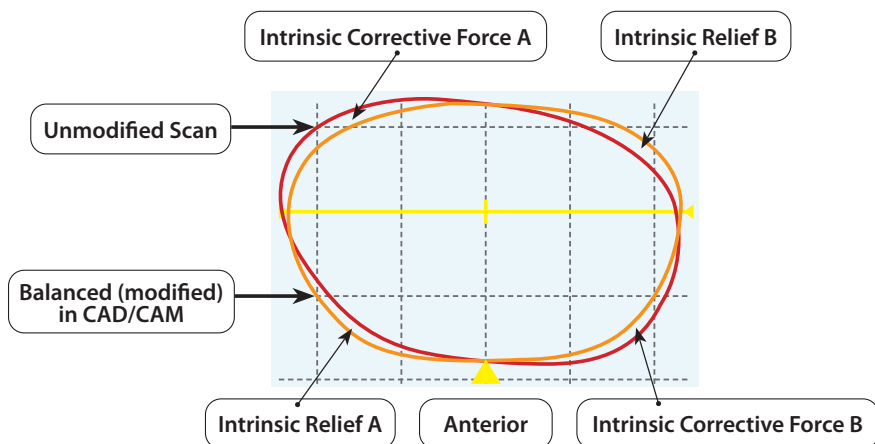 Intrinsic Corrective Force A
Intrinsic Relief B
Unmodified Scan
Balanced (modified)
in CAD/CAM
Intrinsic Relief A
Anterior
Intrinsic Corrective Force B